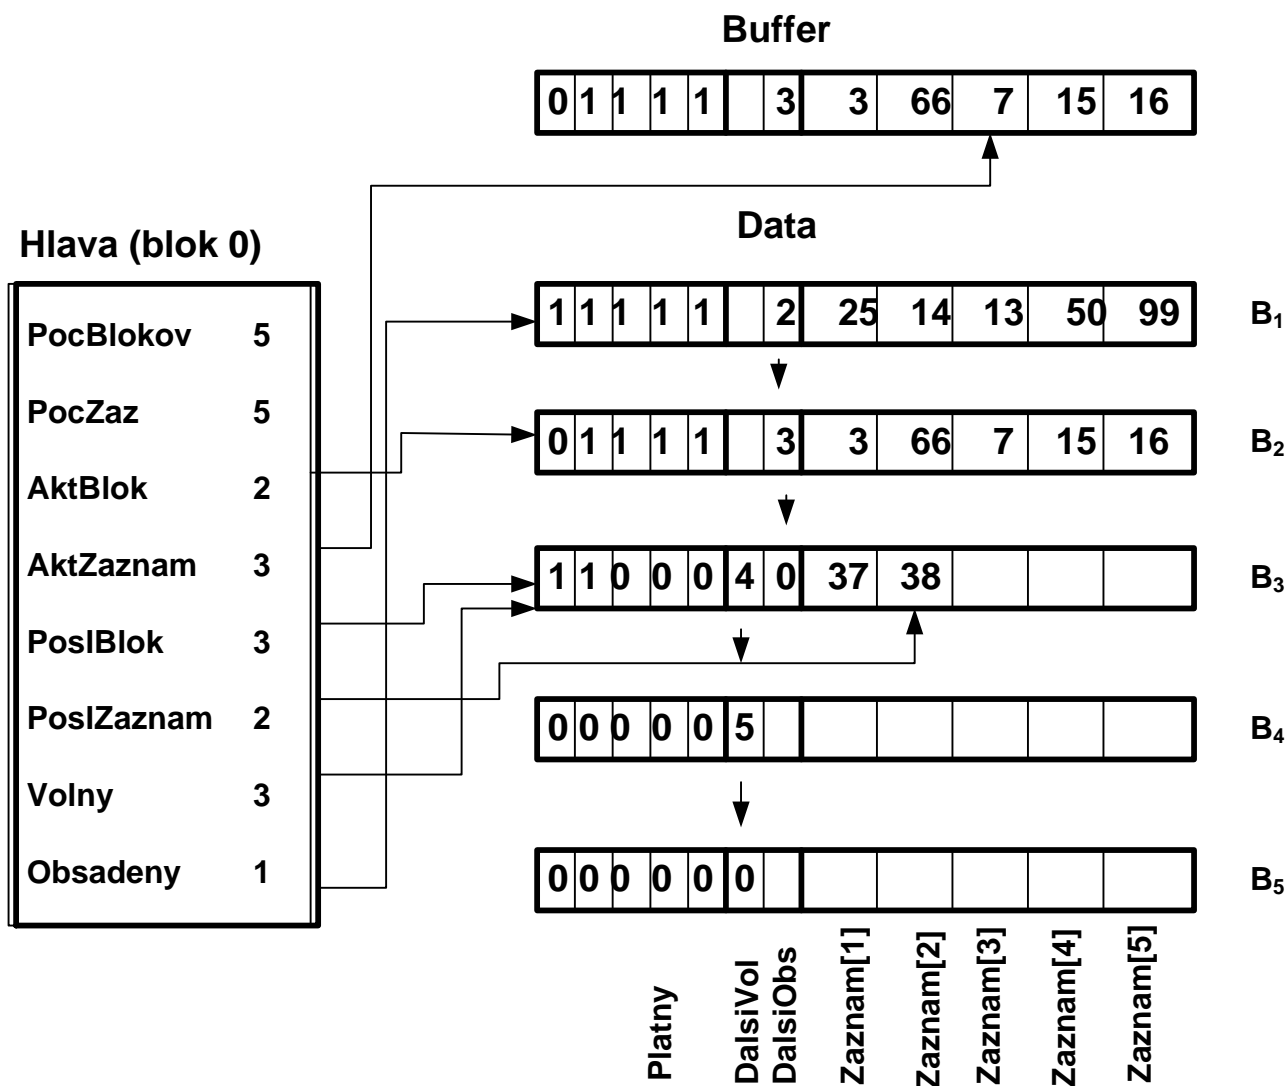 Buffer
0 1 1 1 1 3 3 66 7 15 16
Data
Hlava (blok 0)
PocBlokov 5
PocZaz 5
AktBlok 2
AktZaznam 3
PoslBlok 3
PoslZaznam 2
Volny 3
Obsadeny 1
1 1 1 1 1 2 25 14 13 50 99 B1
0 1 1 1 1 3 3 66 7 15 16 B2
1 1 0 0 0 4 0 37 38 B3
0 0 0 0 0 5 B4
0 0 0 0 0 0 B5
Platny
DalsiVol
DalsiObs
Zaznam[1]
Zaznam[2]
Zaznam[3]
Zaznam[4]
Zaznam[5]